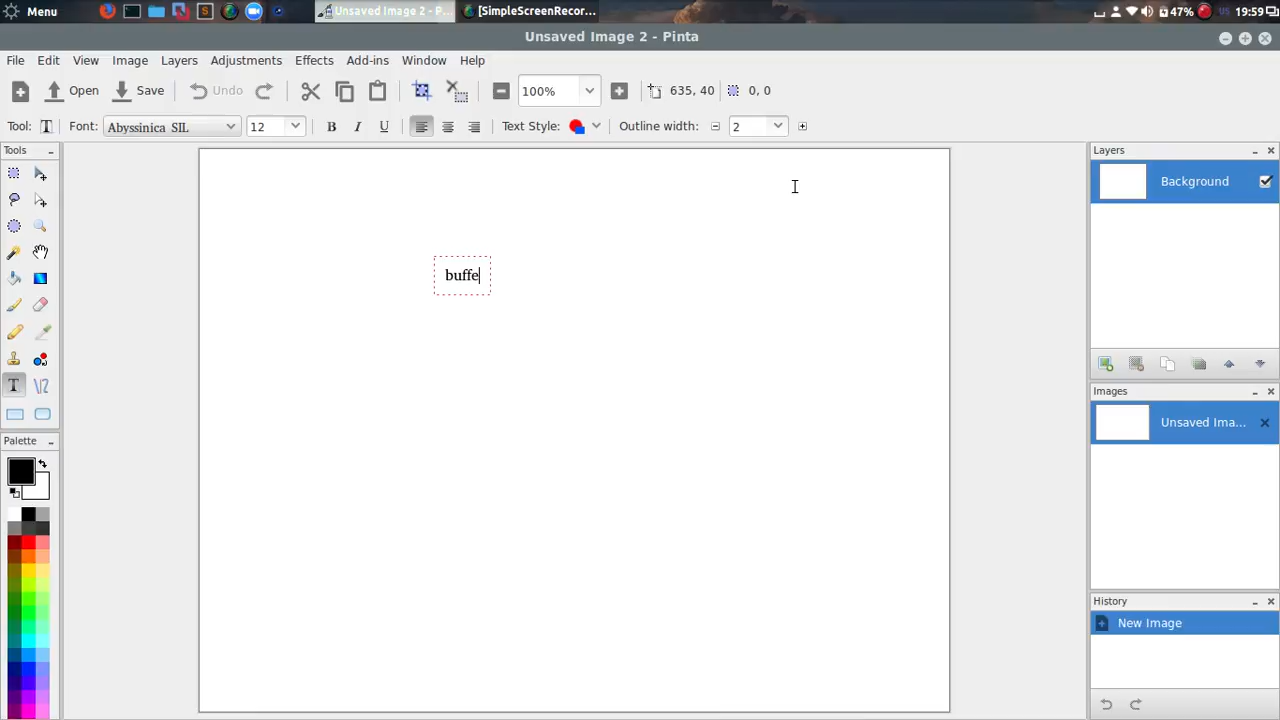 Menu Unsaved Image 2 - P... [SimpleScreenRecor... 47% US 19:59
Unsaved Image 2 - Pinta
File Edit View Image Layers Adjustments Effects Add-ins Window Help
Open Save Undo 100% 635, 40 0, 0
Tool: T Font: Abyssinica SIL 12 B I U Text Style: Outline width: 2
Tools
Layers
Background
buffe
Images
Unsaved Ima...
T
Palette
History
New Image